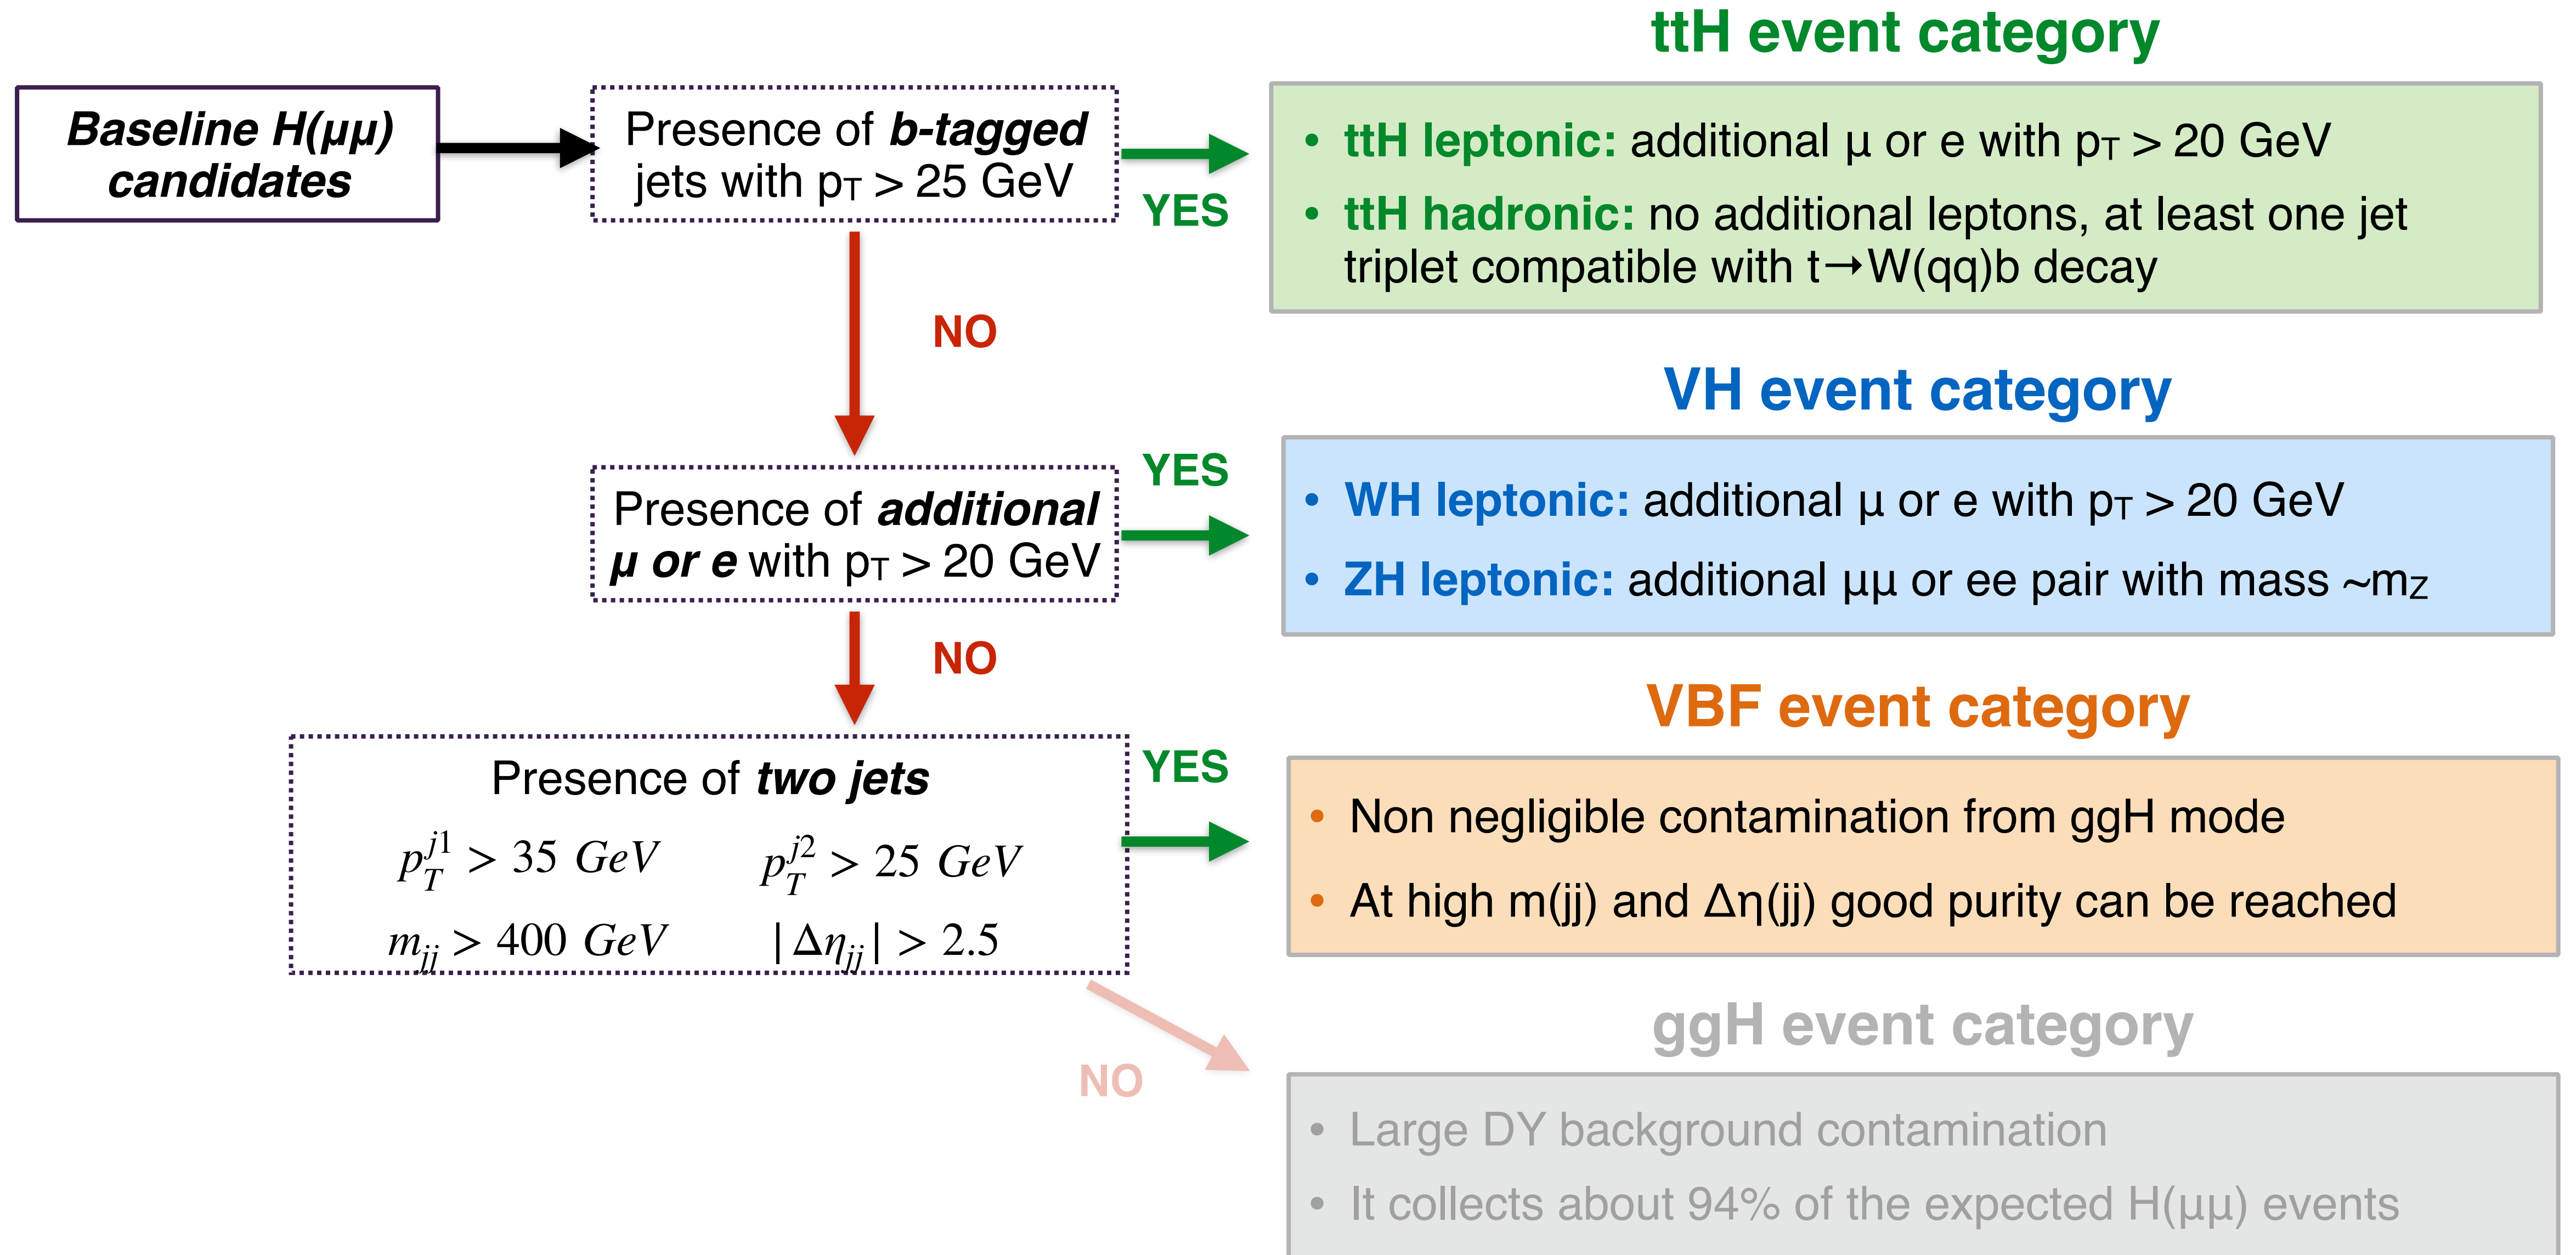 ttH event category
Baseline H(μμ)
candidates
Presence of b-tagged
jets with pT > 25 GeV
YES
• ttH leptonic: additional μ or e with pT > 20 GeV
• ttH hadronic: no additional leptons, at least one jet
triplet compatible with t→W(qq)b decay
NO
VH event category
Presence of additional
μ or e with pT > 20 GeV
YES
• WH leptonic: additional μ or e with pT > 20 GeV
• ZH leptonic: additional μμ or ee pair with mass ~mZ
NO
VBF event category
Presence of two jets
p_T^{j1} > 35 GeV p_T^{j2} > 25 GeV
m_{jj} > 400 GeV |Δη_{jj}| > 2.5
YES
• Non negligible contamination from ggH mode
• At high m(jj) and Δη(jj) good purity can be reached
NO
ggH event category
• Large DY background contamination
• It collects about 94% of the expected H(μμ) events